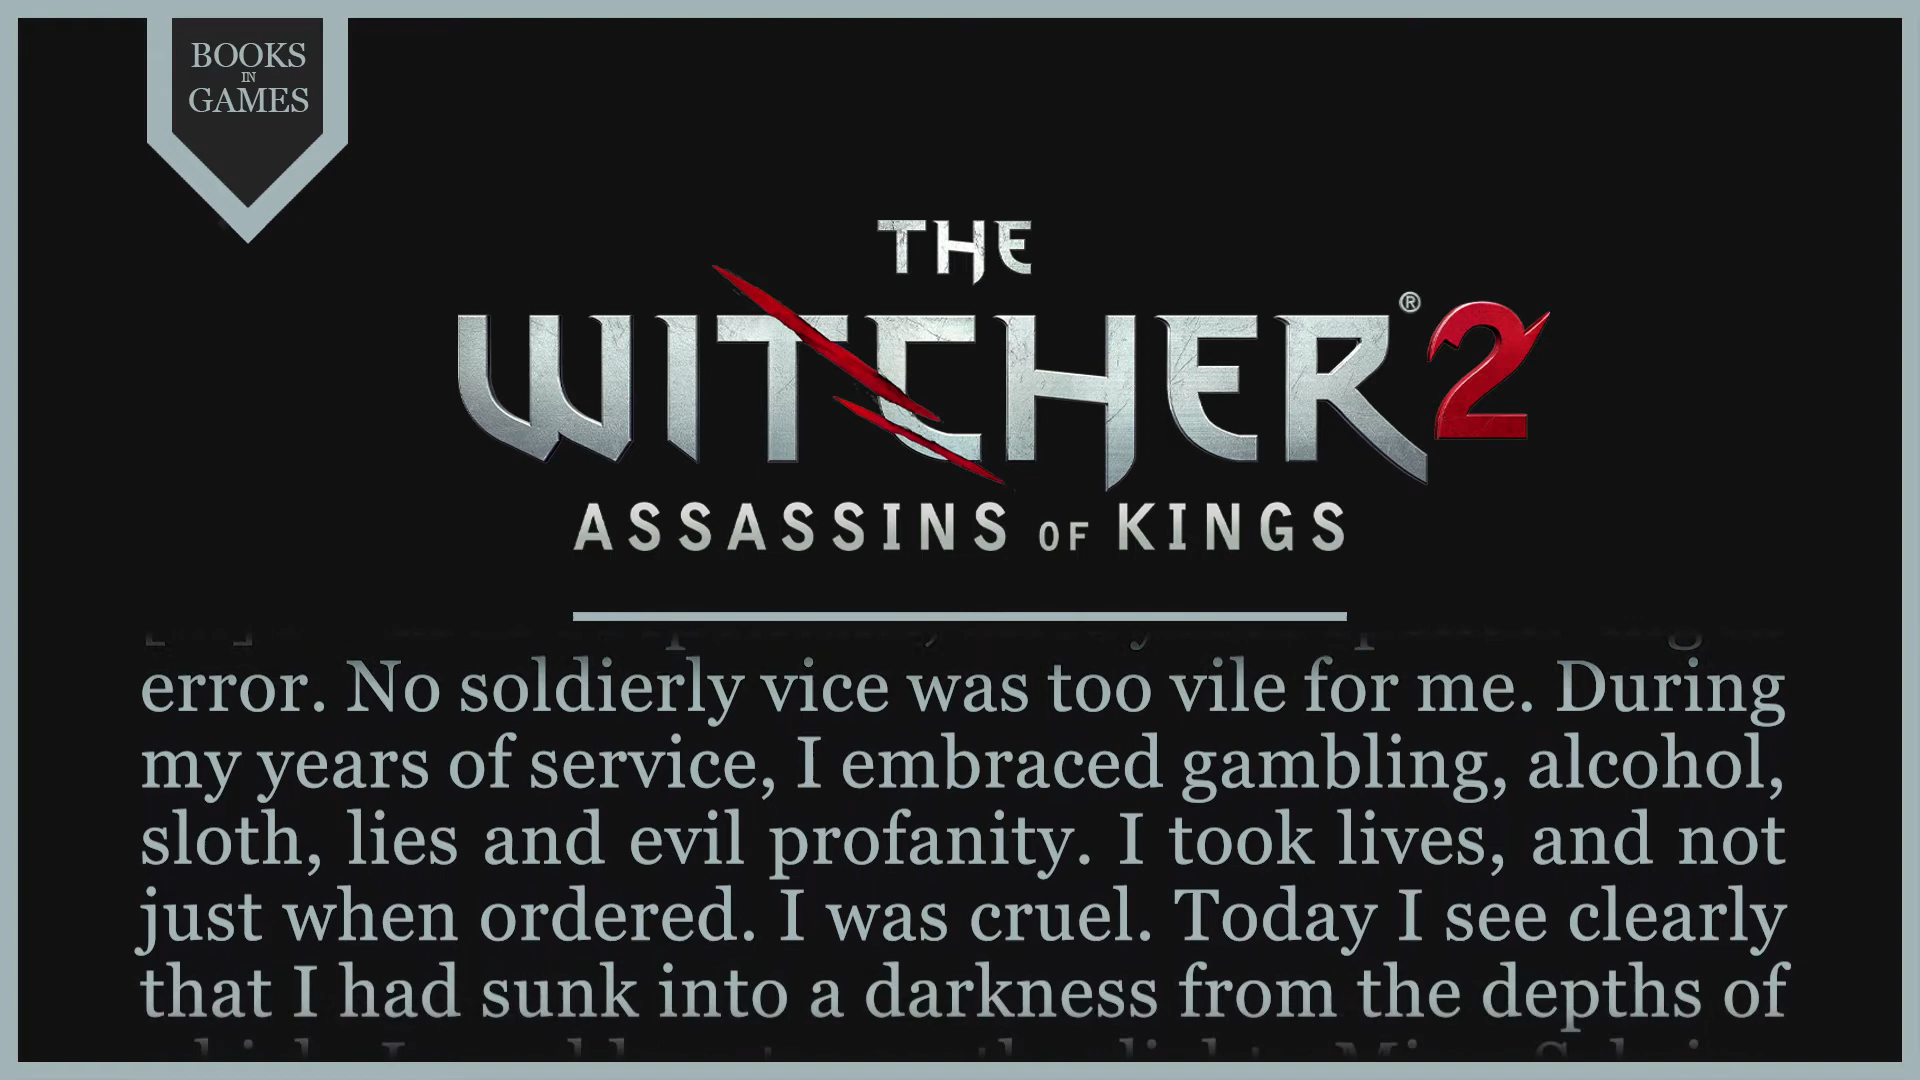 BOOKS
IN
GAMES
THE
WITCHER® 2
ASSASSINS OF KINGS
error. No soldierly vice was too vile for me. During
my years of service, I embraced gambling, alcohol,
sloth, lies and evil profanity. I took lives, and not
just when ordered. I was cruel. Today I see clearly
that I had sunk into a darkness from the depths of